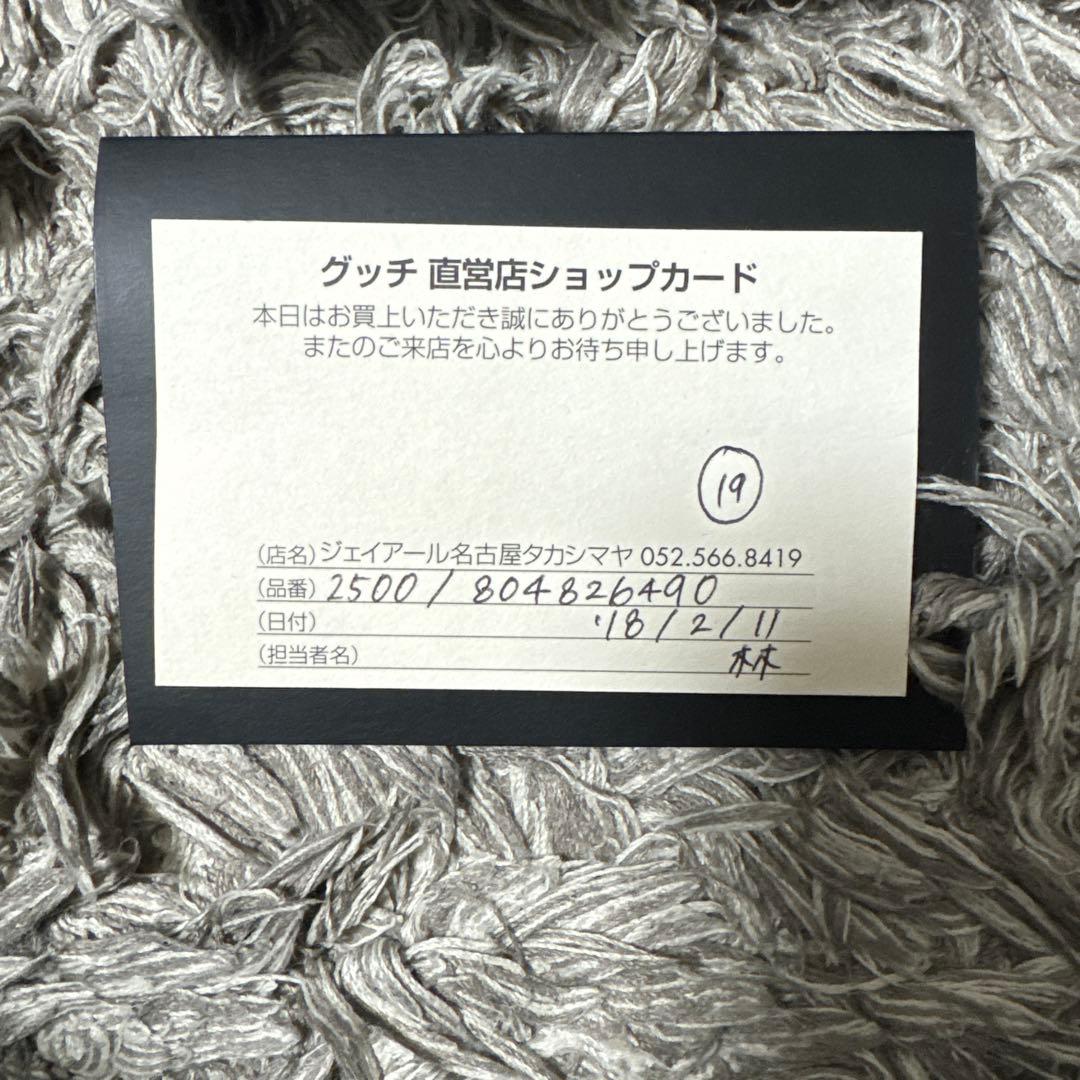 グッチ 直営店ショップカード
本日はお買上いただき誠にありがとうございました。
またのご来店を心よりお待ち申し上げます。
19
(店名)ジェイアール名古屋タカシマヤ 052.566.8419
(品番) 2500 / 804826490
(日付) '18 / 2 / 11
(担当者名) 林